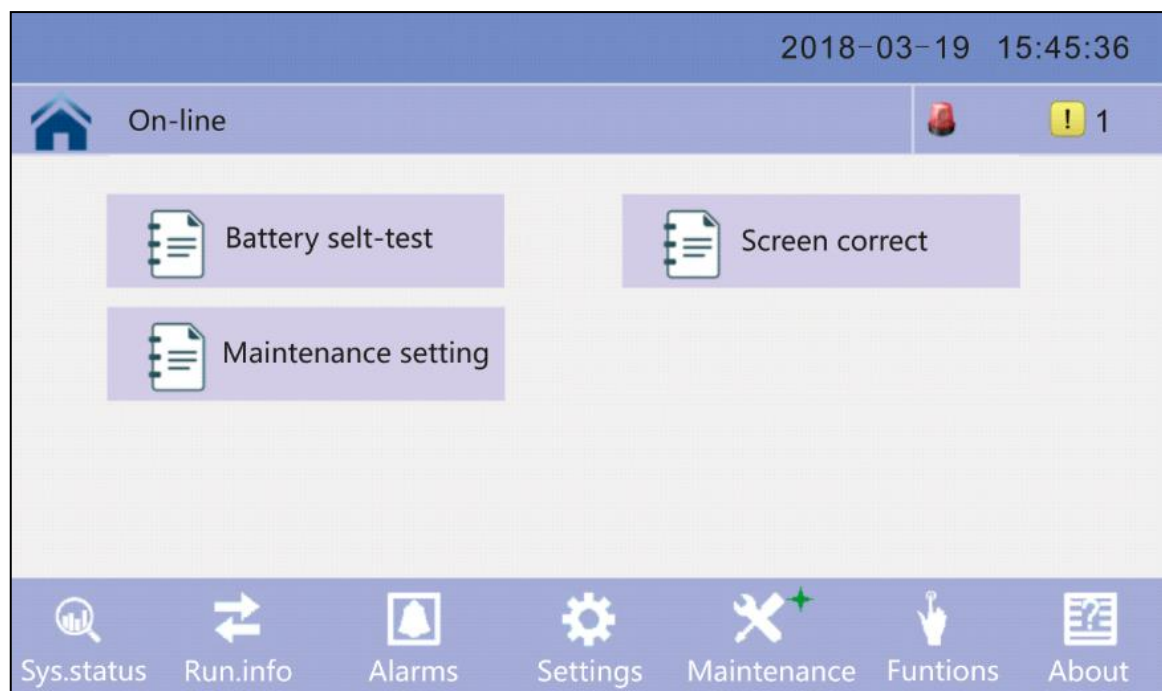 2018-03-19 15:45:36
On-line ! 1
Battery selt-test Screen correct
Maintenance setting
Sys.status Run.info Alarms Settings Maintenance Funtions About